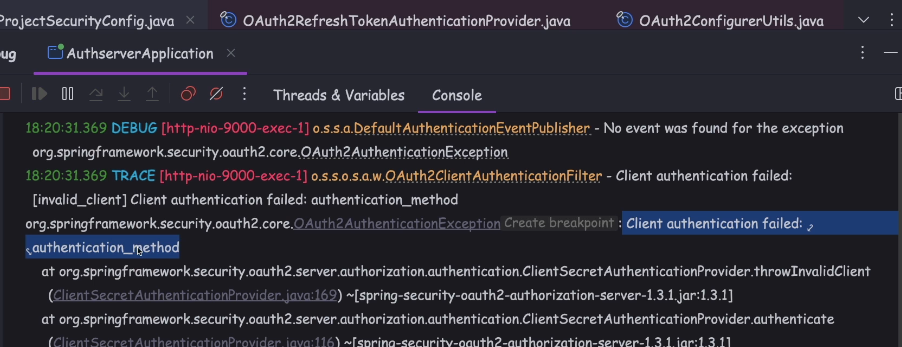 ProjectSecurityConfig.java
OAuth2RefreshTokenAuthenticationProvider.java
OAuth2ConfigurerUtils.java
AuthserverApplication
Threads & Variables
Console
18:20:31.369 DEBUG [http-nio-9000-exec-1] o.s.s.a.DefaultAuthenticationEventPublisher - No event was found for the exception
org.springframework.security.oauth2.core.OAuth2AuthenticationException
18:20:31.369 TRACE [http-nio-9000-exec-1] o.s.s.o.s.a.w.OAuth2ClientAuthenticationFilter - Client authentication failed:
[invalid_client] Client authentication failed: authentication_method
org.springframework.security.oauth2.core.OAuth2AuthenticationException Create breakpoint : Client authentication failed:
authentication_method
at org.springframework.security.oauth2.server.authorization.authentication.ClientSecretAuthenticationProvider.throwInvalidClient
(ClientSecretAuthenticationProvider.java:169) ~[spring-security-oauth2-authorization-server-1.3.1.jar:1.3.1]
at org.springframework.security.oauth2.server.authorization.authentication.ClientSecretAuthenticationProvider.authenticate
(ClientSecretAuthenticationProvider.java:116) ~[spring-security-oauth2-authorization-server-1.3.1.jar:1.3.1]